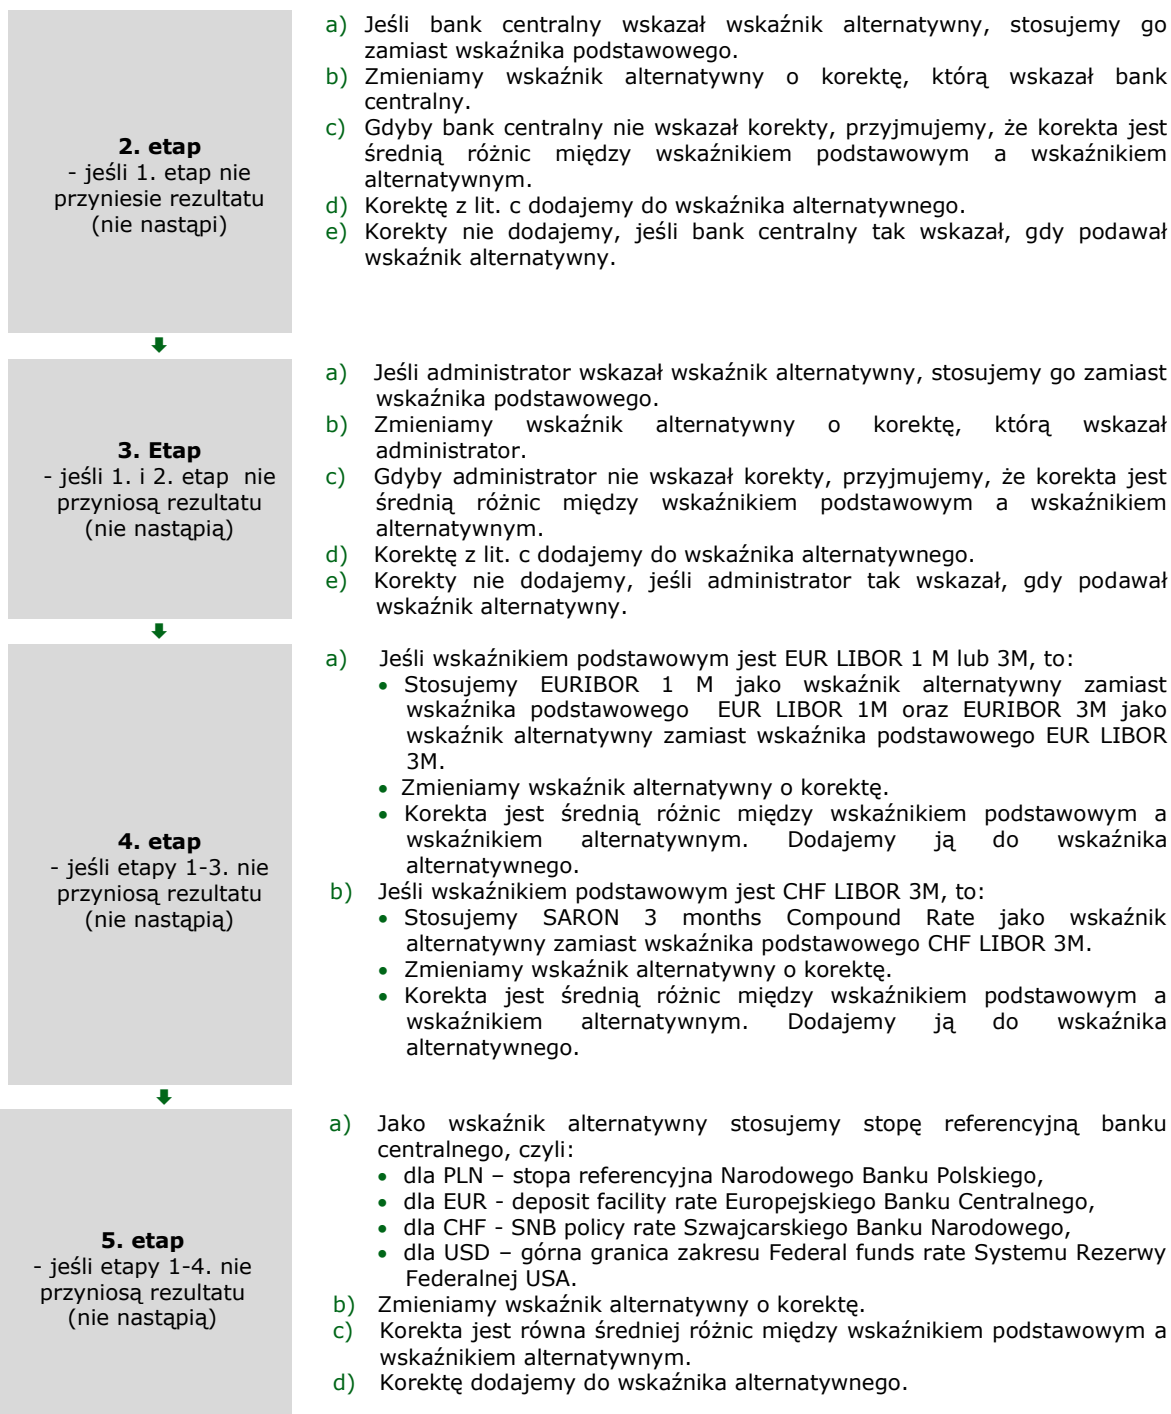 2. etap
- jeśli 1. etap nie
przyniesie rezultatu
(nie nastąpi)
a) Jeśli bank centralny wskazał wskaźnik alternatywny, stosujemy go
zamiast wskaźnika podstawowego.
b) Zmieniamy wskaźnik alternatywny o korektę, którą wskazał bank
centralny.
c) Gdyby bank centralny nie wskazał korekty, przyjmujemy, że korekta jest
średnią różnic między wskaźnikiem podstawowym a wskaźnikiem
alternatywnym.
d) Korektę z lit. c dodajemy do wskaźnika alternatywnego.
e) Korekty nie dodajemy, jeśli bank centralny tak wskazał, gdy podawał
wskaźnik alternatywny.
3. Etap
- jeśli 1. i 2. etap nie
przyniosą rezultatu
(nie nastąpią)
a) Jeśli administrator wskazał wskaźnik alternatywny, stosujemy go zamiast
wskaźnika podstawowego.
b) Zmieniamy wskaźnik alternatywny o korektę, którą wskazał
administrator.
c) Gdyby administrator nie wskazał korekty, przyjmujemy, że korekta jest
średnią różnic między wskaźnikiem podstawowym a wskaźnikiem
alternatywnym.
d) Korektę z lit. c dodajemy do wskaźnika alternatywnego.
e) Korekty nie dodajemy, jeśli administrator tak wskazał, gdy podawał
wskaźnik alternatywny.
4. etap
- jeśli etapy 1-3. nie
przyniosą rezultatu
(nie nastąpią)
a) Jeśli wskaźnikiem podstawowym jest EUR LIBOR 1 M lub 3M, to:
• Stosujemy EURIBOR 1 M jako wskaźnik alternatywny zamiast
wskaźnika podstawowego EUR LIBOR 1M oraz EURIBOR 3M jako
wskaźnik alternatywny zamiast wskaźnika podstawowego EUR LIBOR
3M.
• Zmieniamy wskaźnik alternatywny o korektę.
• Korekta jest średnią różnic między wskaźnikiem podstawowym a
wskaźnikiem alternatywnym. Dodajemy ją do wskaźnika
alternatywnego.
b) Jeśli wskaźnikiem podstawowym jest CHF LIBOR 3M, to:
• Stosujemy SARON 3 months Compound Rate jako wskaźnik
alternatywny zamiast wskaźnika podstawowego CHF LIBOR 3M.
• Zmieniamy wskaźnik alternatywny o korektę.
• Korekta jest średnią różnic między wskaźnikiem podstawowym a
wskaźnikiem alternatywnym. Dodajemy ją do wskaźnika
alternatywnego.
5. etap
- jeśli etapy 1-4. nie
przyniosą rezultatu
(nie nastąpią)
a) Jako wskaźnik alternatywny stosujemy stopę referencyjną banku
centralnego, czyli:
• dla PLN – stopa referencyjna Narodowego Banku Polskiego,
• dla EUR - deposit facility rate Europejskiego Banku Centralnego,
• dla CHF - SNB policy rate Szwajcarskiego Banku Narodowego,
• dla USD – górna granica zakresu Federal funds rate Systemu Rezerwy
Federalnej USA.
b) Zmieniamy wskaźnik alternatywny o korektę.
c) Korekta jest równa średniej różnic między wskaźnikiem podstawowym a
wskaźnikiem alternatywnym.
d) Korektę dodajemy do wskaźnika alternatywnego.